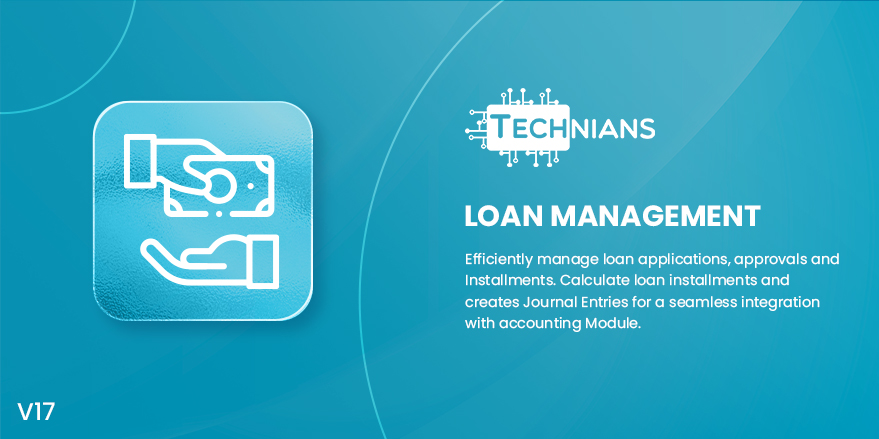 TECHNIANS
LOAN MANAGEMENT
Efficiently manage loan applications, approvals and
Installments. Calculate loan installments and
creates Journal Entries for a seamless integration
with accounting Module.
V17